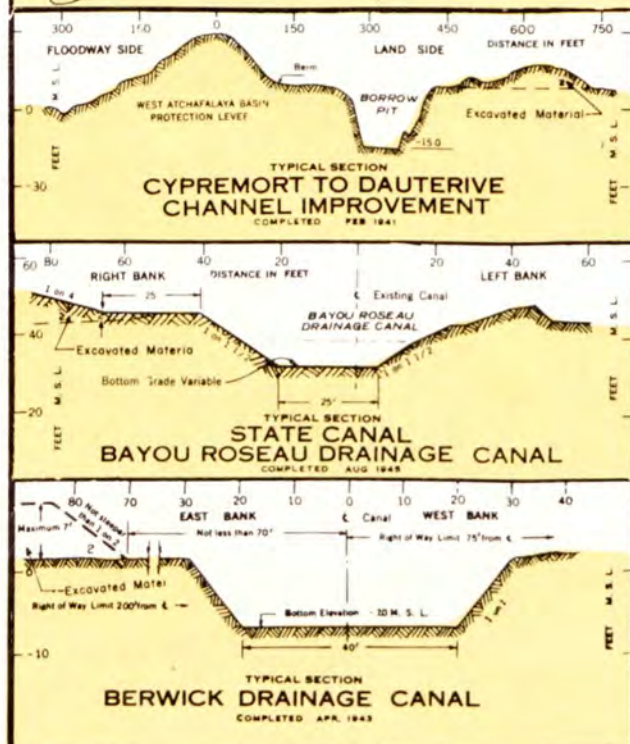 300 150 0 150 300 450 600 750
FLOODWAY SIDE LAND SIDE DISTANCE IN FEET
Berm
WEST ATCHAFALAYA BASIN
PROTECTION LEVEE
BORROW
PIT
Excavated Material
0
-15.0
-30
FEET M.S.L.
FEET M.S.L.
TYPICAL SECTION
CYPREMORT TO DAUTERIVE
CHANNEL IMPROVEMENT
COMPLETED FEB 1941
60 80 60 40 20 20 40 60
RIGHT BANK DISTANCE IN FEET LEFT BANK
1 on 4
25
℄ Existing Canal
BAYOU ROSEAU
DRAINAGE CANAL
40
Excavated Materia
1 on 1 1/2
1 on 1 1/2
Bottom Grade Variable
25'
20
FEET M.S.L.
FEET M.S.L.
TYPICAL SECTION
STATE CANAL
BAYOU ROSEAU DRAINAGE CANAL
COMPLETED AUG 1945
80 70 30 20 10 0 10 20 30 40
EAST BANK ℄ Canal WEST BANK
Not steeper
than 1 on 2
Maximum 7'
Not less than 70'
Right of Way Limit 75' from ℄
2
0
Excavated Mater
Right of Way Limit 200' from ℄
Bottom Elevation M.S.L.
1 on 1
40'
-10
FEET M.S.L.
M.S.L.
TYPICAL SECTION
BERWICK DRAINAGE CANAL
COMPLETED APR. 1943